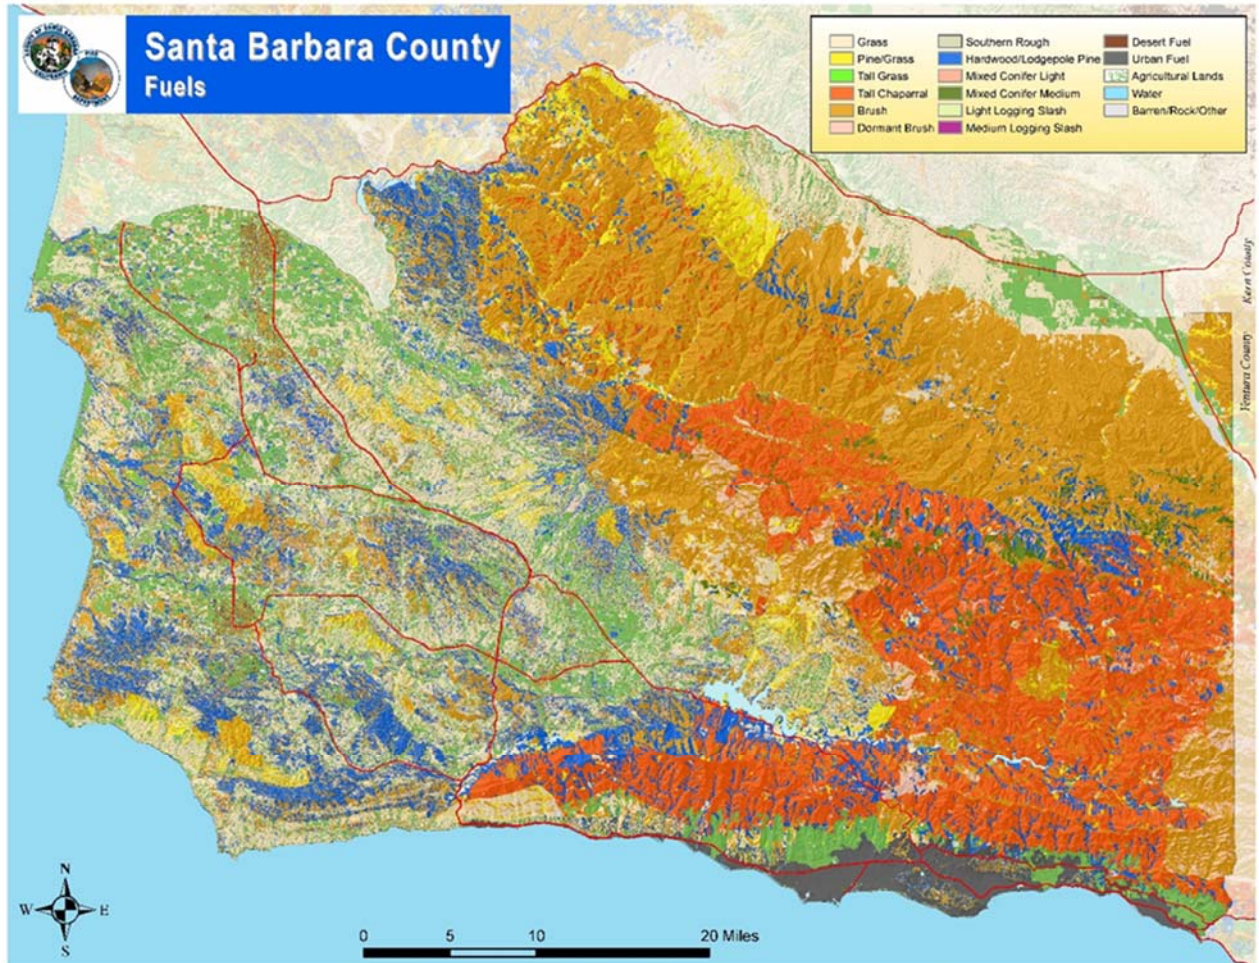 Santa Barbara County
Fuels
Grass
Pine/Grass
Tall Grass
Tall Chaparral
Brush
Dormant Brush
Southern Rough
Hardwood/Lodgepole Pine
Mixed Conifer Light
Mixed Conifer Medium
Light Logging Slash
Medium Logging Slash
Desert Fuel
Urban Fuel
Agricultural Lands
Water
Barren/Rock/Other
Kern County
Ventura County
N
W E
S
0 5 10 20 Miles